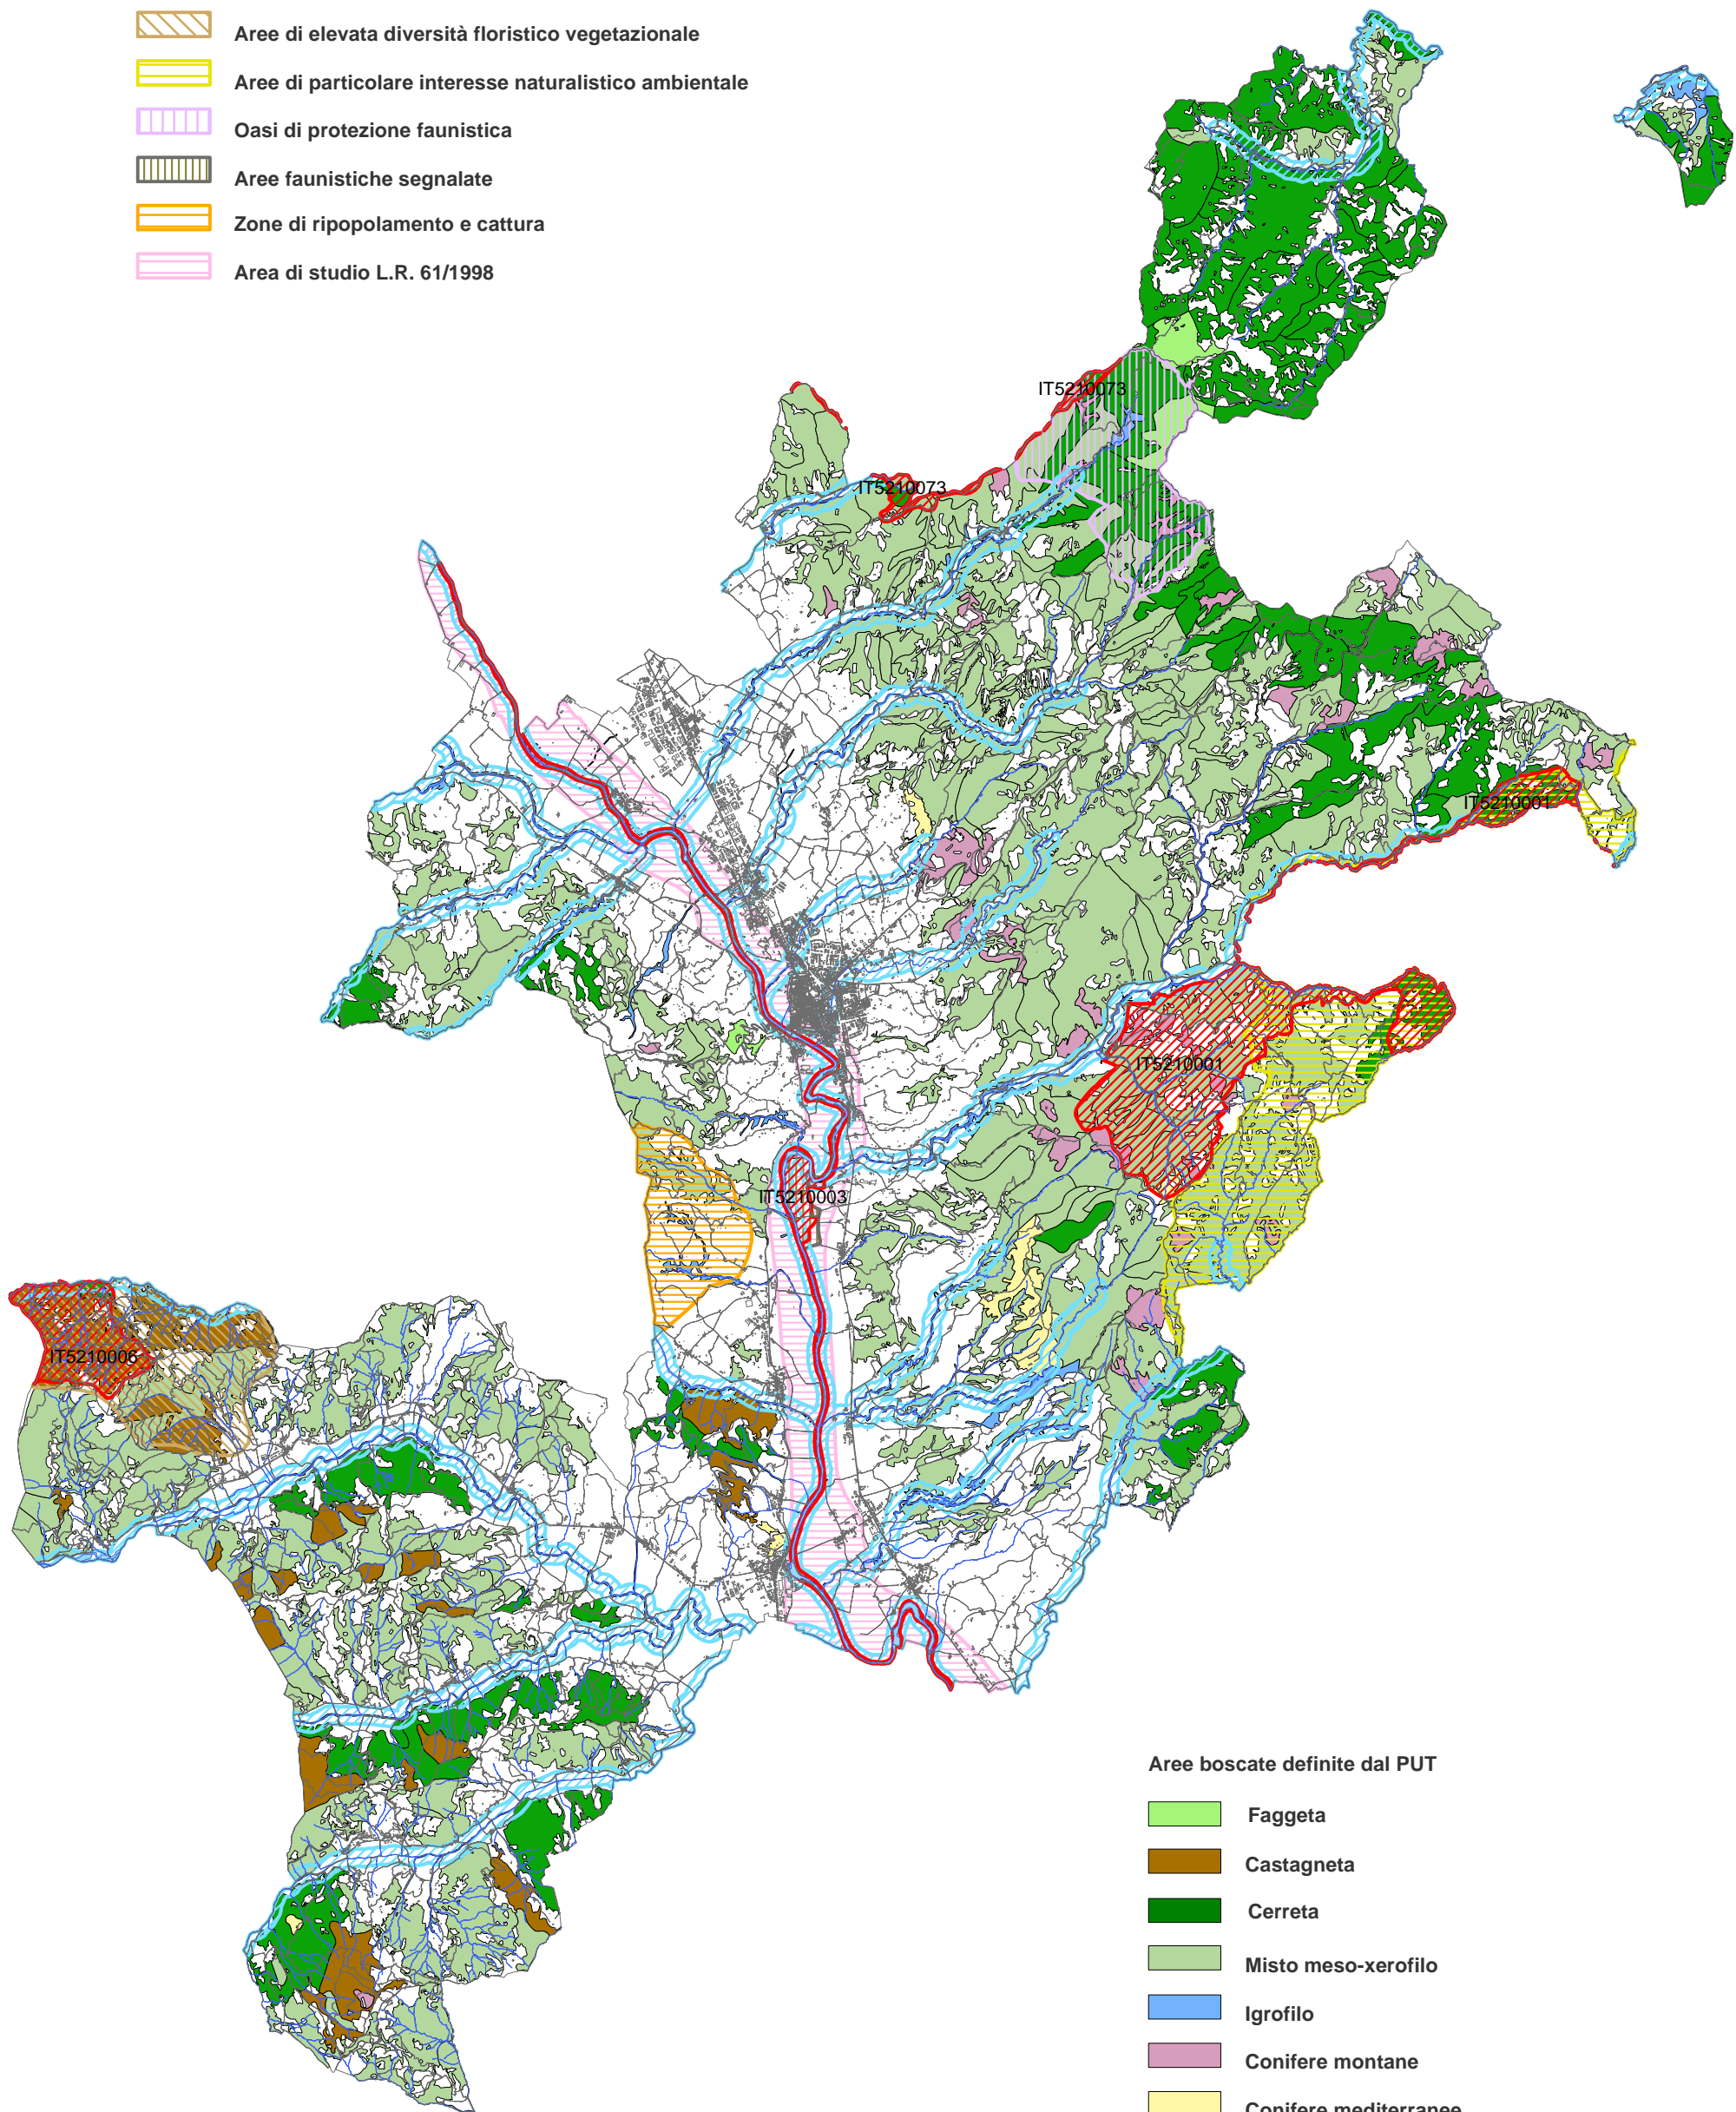 Aree di elevata diversità floristico vegetazionale
Aree di particolare interesse naturalistico ambientale
Oasi di protezione faunistica
Aree faunistiche segnalate
Zone di ripopolamento e cattura
Area di studio L.R. 61/1998
IT5210073
IT5210073
IT5210001
IT5210001
IT5210003
IT5210006
Aree boscate definite dal PUT
Faggeta
Castagneta
Cerreta
Misto meso-xerofilo
Igrofilo
Conifere montane
Conifere mediterranee